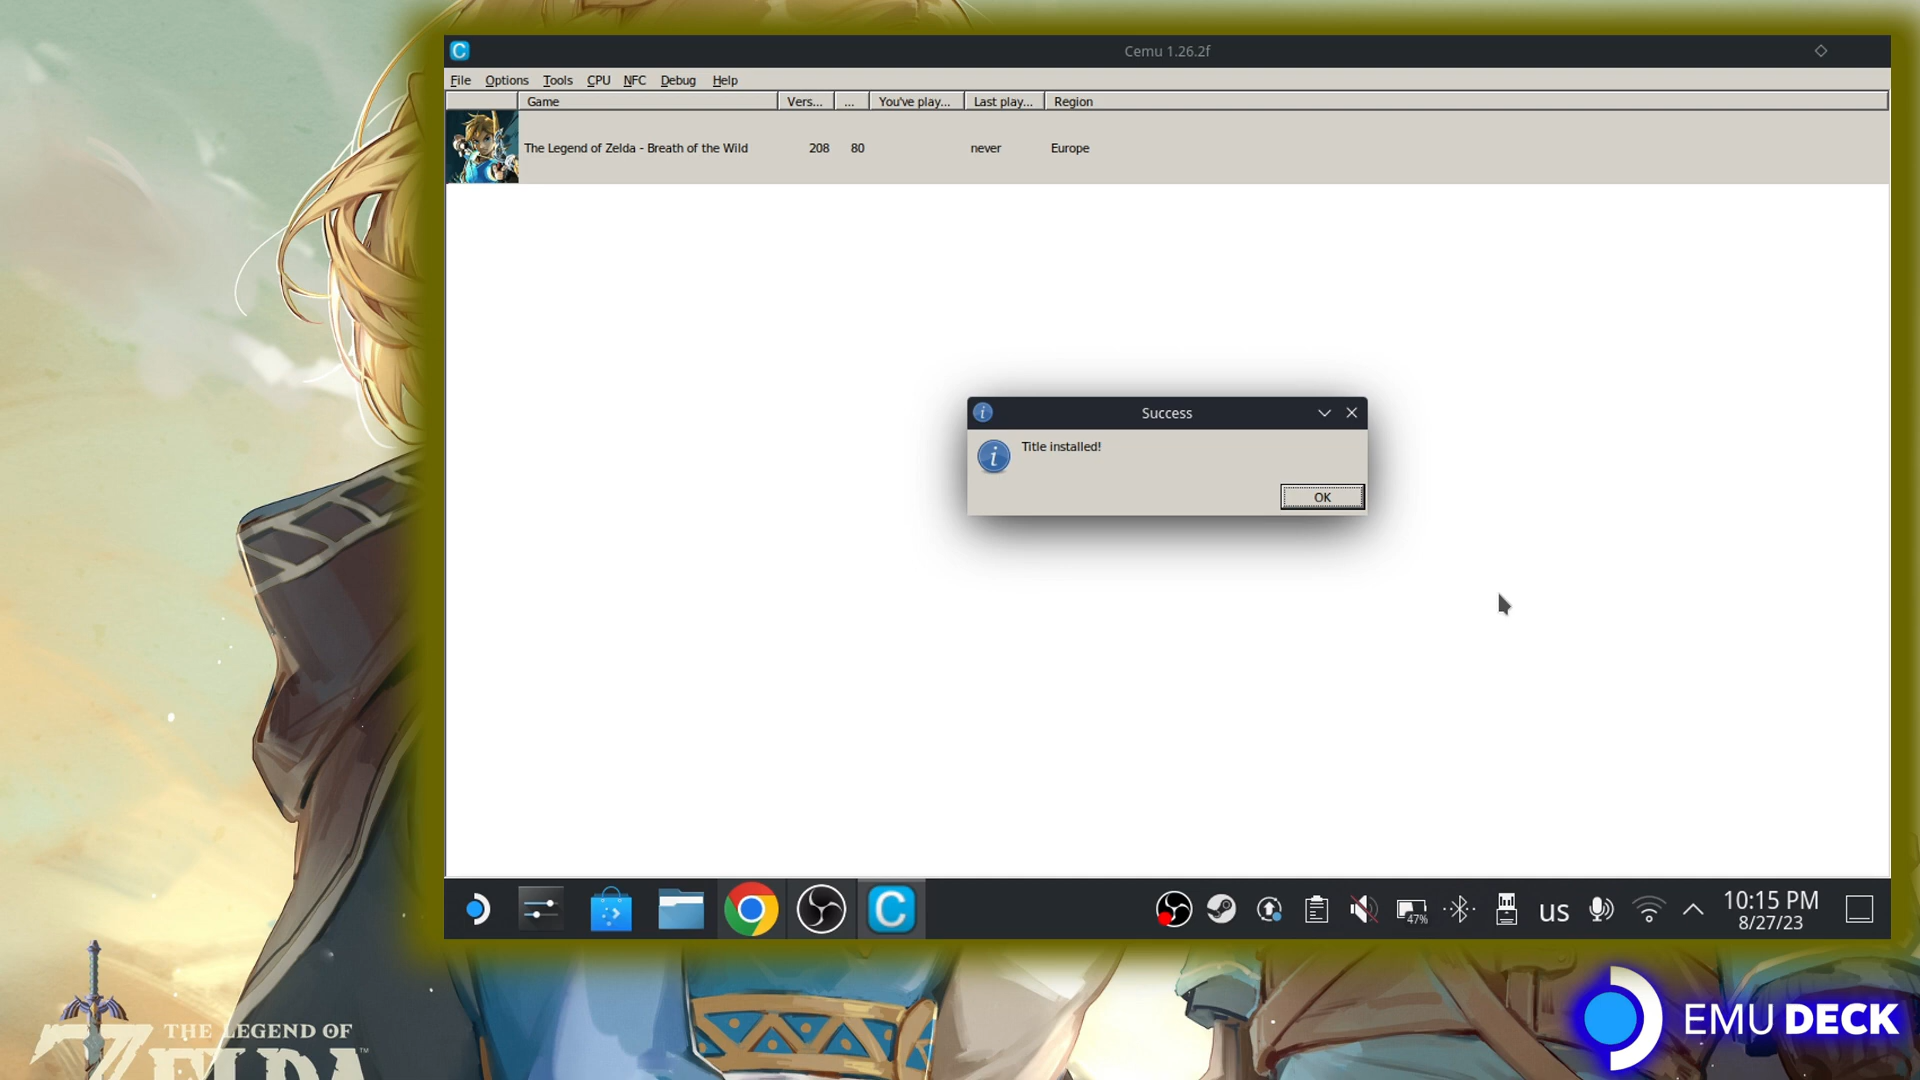 Cemu 1.26.2f
File Options Tools CPU NFC Debug Help
Game Vers... ... You've play... Last play... Region
The Legend of Zelda - Breath of the Wild 208 80 never Europe
Success
Title installed!
OK
47%
US
10:15 PM
8/27/23
THE LEGEND OF
ZELDA™
EMUDECK